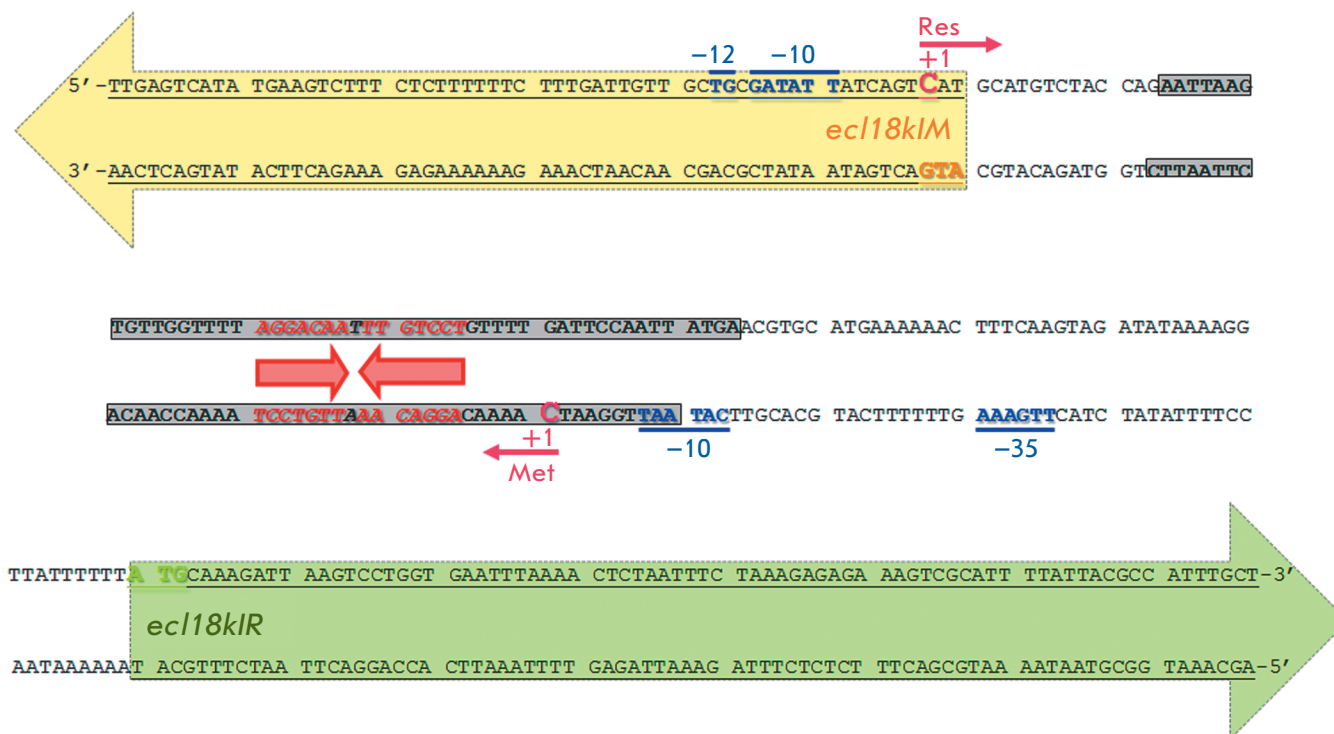 Res
−12 −10 +1
5’-TTGAGTCATA TGAAGTCTTT CTCTTTTTTC TTTGATTGTT GCTGCGATAT TATCAGTCAT GCATGTCTAC CAGAATTAAG
ecl18kIM
3’-AACTCAGTAT ACTTCAGAAA GAGAAAAAAG AAACTAACAA CGACGCTATA ATAGTCAGTA CGTACAGATG GTCTTAATTC
TGTTGGTTTT AGGACAATTT GTCCTGTTTT GATTCCAATT ATGAACGTGC ATGAAAAAAC TTTCAAGTAG ATATAAAAGG
ACAACCAAAA TCCTGTTAAA CAGGACAAAA CTAAGGTTAA TACTTGCACG TACTTTTTTG AAAGTTCATC TATATTTTCC
+1 −10 −35
Met
TTATTTTTTA TGCAAAGATT AAGTCCTGGT GAATTTAAAA CTCTAATTTC TAAAGAGAGA AAGTCGCATT TTATTACGCC ATTTGCT-3’
ecl18kIR
AATAAAAAAT ACGTTTCTAA TTCAGGACCA CTTAAATTTT GAGATTAAAG ATTTCTCTCT TTCAGCGTAA AATAATGCGG TAAACGA-5’